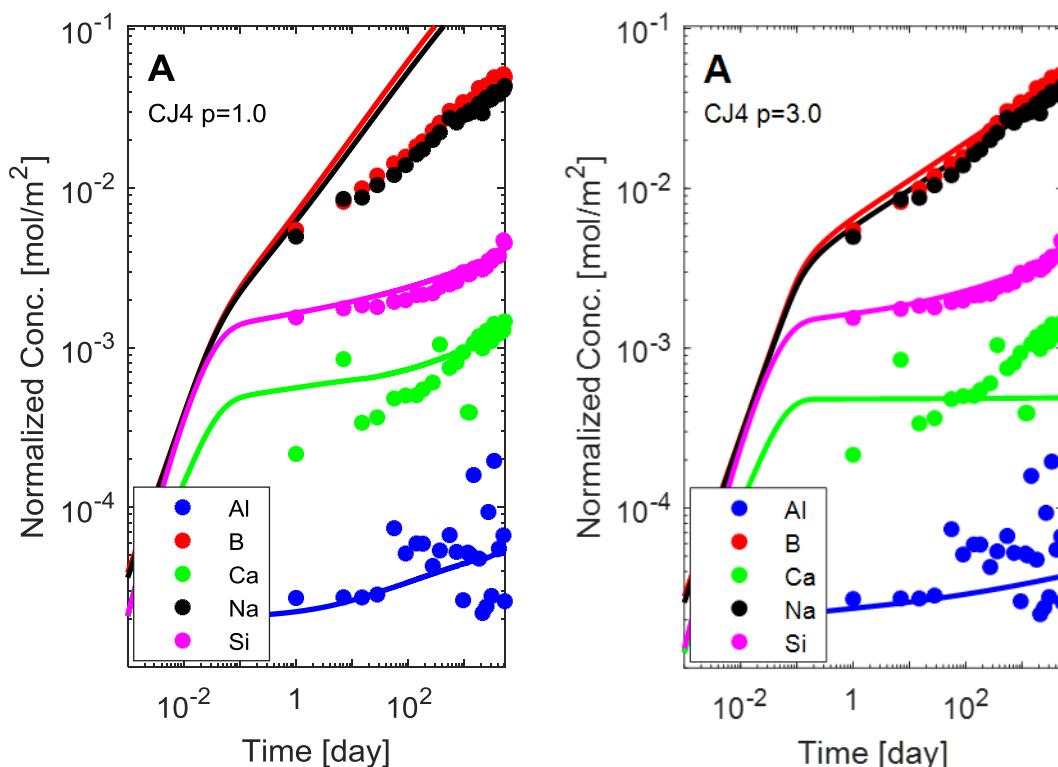 A
CJ4 p=1.0
Normalized Conc. [mol/m²]
10⁻¹
10⁻²
10⁻³
10⁻⁴
Al
B
Ca
Na
Si
10⁻² 1 10²
Time [day]
A
CJ4 p=3.0
Normalized Conc. [mol/m²]
10⁻¹
10⁻²
10⁻³
10⁻⁴
Al
B
Ca
Na
Si
10⁻² 1 10²
Time [day]